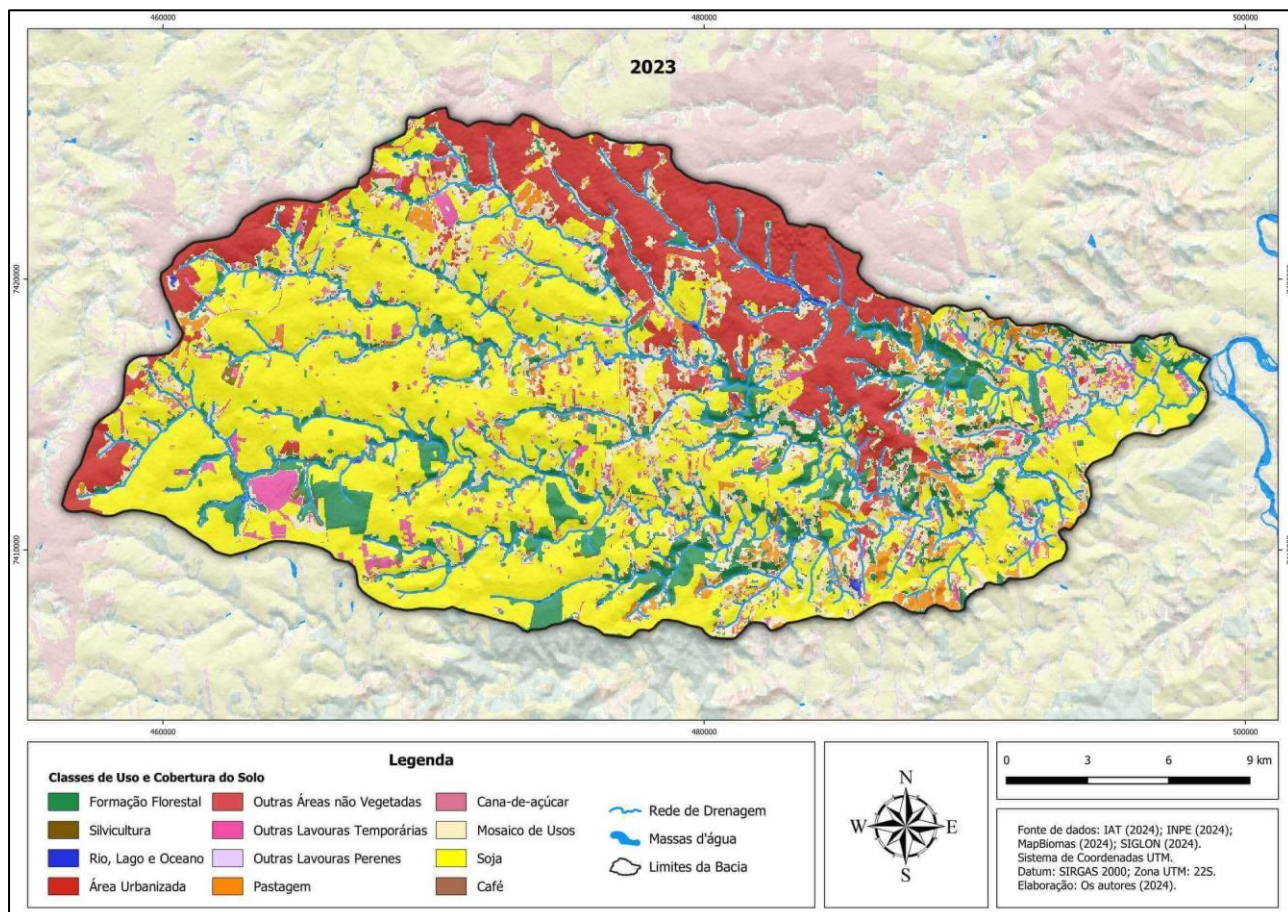 460000
480000
500000
2023
7420000
7410000
460000
480000
500000
Legenda
Classes de Uso e Cobertura do Solo
Formação Florestal
Silvicultura
Rio, Lago e Oceano
Área Urbanizada
Outras Áreas não Vegetadas
Outras Lavouras Temporárias
Outras Lavouras Perenes
Pastagem
Cana-de-açúcar
Mosaico de Usos
Soja
Café
Rede de Drenagem
Massas d'água
Limites da Bacia
N
W E
S
0 3 6 9 km
Fonte de dados: IAT (2024); INPE (2024);
MapBiomas (2024); SIGLON (2024).
Sistema de Coordenadas UTM.
Datum: SIRGAS 2000; Zona UTM: 22S.
Elaboração: Os autores (2024).